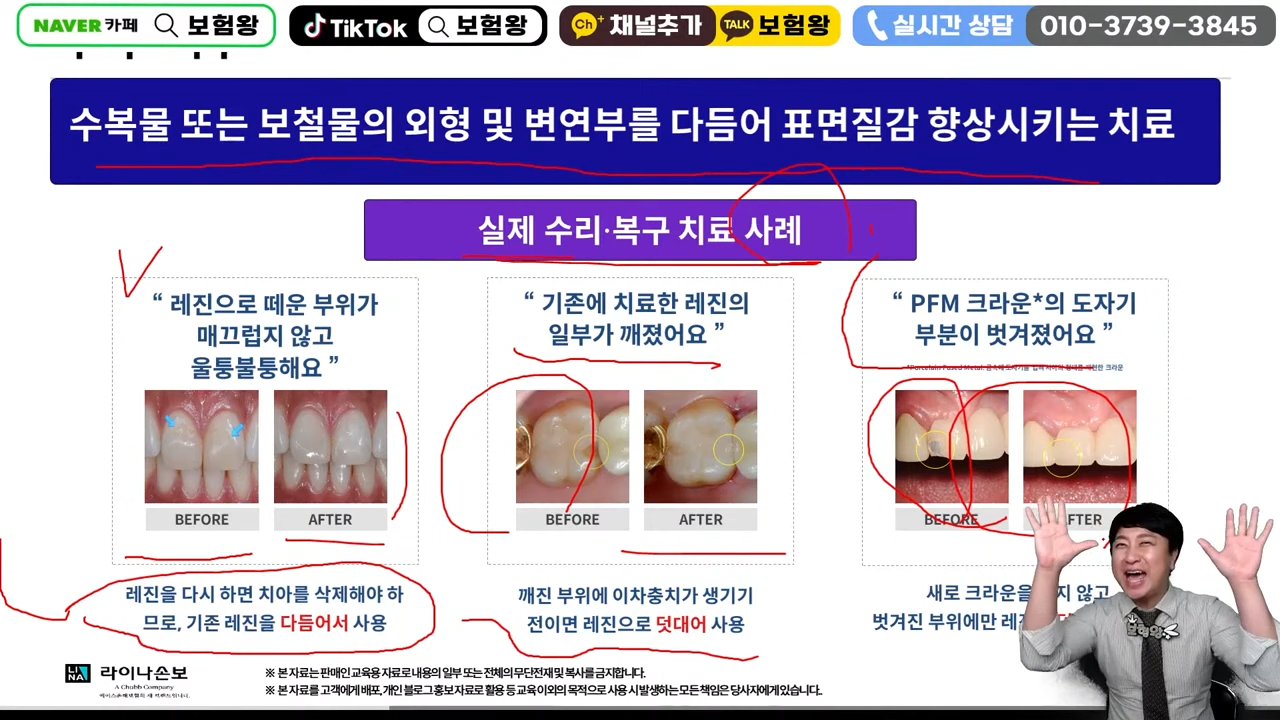 NAVER 카페 보험왕
TikTok 보험왕
Ch+ 채널추가 TALK 보험왕
실시간 상담 010-3739-3845
수복물 또는 보철물의 외형 및 변연부를 다듬어 표면질감 향상시키는 치료
실제 수리·복구 치료 사례
“ 레진으로 떼운 부위가
매끄럽지 않고
울퉁불퉁해요 ”
BEFORE AFTER
레진을 다시 하면 치아를 삭제해야 하
므로, 기존 레진을 다듬어서 사용
“ 기존에 치료한 레진의
일부가 깨졌어요 ”
BEFORE AFTER
깨진 부위에 이차충치가 생기기
전이면 레진으로 덧대어 사용
“ PFM 크라운*의 도자기
부분이 벗겨졌어요 ”
BEFORE AFTER
새로 크라운을 않고
벗겨진 부위에만
보험왕
LINA 라이나손보
A Chubb Company
※ 본 자료는 판매인 교육용 자료로 내용의 일부 또는 전체의 무단전재 및 복사를 금지합니다.
※ 본 자료를 고객에게 배포, 개인 블로그 홍보 자료로 활용 등 교육 이외의 목적으로 사용 시 발생하는 모든 책임은 당사자에게 있습니다.